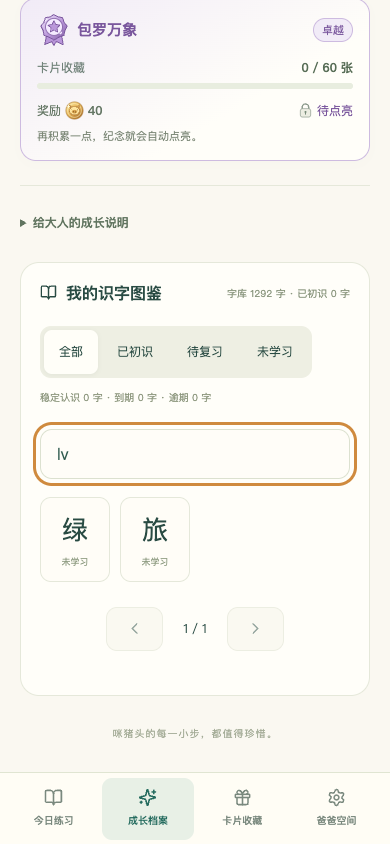 包罗万象
卓越
卡片收藏
0 / 60 张
奖励 40
待点亮
再积累一点，纪念就会自动点亮。
给大人的成长说明
我的识字图鉴
字库 1292 字 · 已初识 0 字
全部
已初识
待复习
未学习
稳定认识 0 字 · 到期 0 字 · 逾期 0 字
lv
绿
旅
未学习
未学习
1 / 1
咪猪头的每一小步，都值得珍惜。
今日练习
成长档案
卡片收藏
爸爸空间